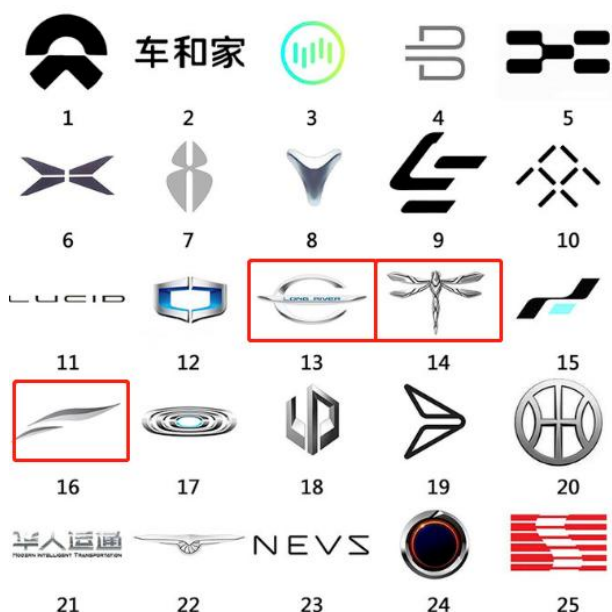 车和家
1 2 3 4 5
6 7 8 9 10
LUCID
LONG RIVER
11 12 13 14 15
16 17 18 19 20
华人运通
MODERN INTELLIGENT TRANSPORTATION
NEVS
21 22 23 24 25